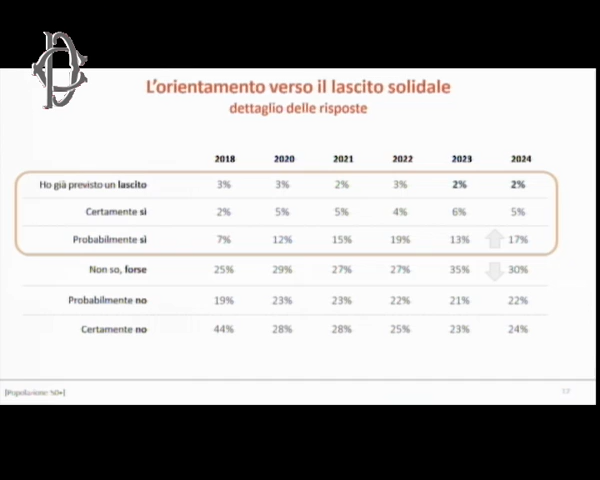 L'orientamento verso il lascito solidale
dettaglio delle risposte
2018 2020 2021 2022 2023 2024
Ho già previsto un lascito 3% 3% 2% 3% 2% 2%
Certamente sì 2% 5% 5% 4% 6% 5%
Probabilmente sì 7% 12% 15% 19% 13% 17%
Non so, forse 25% 29% 27% 27% 35% 30%
Probabilmente no 19% 23% 23% 22% 21% 22%
Certamente no 44% 28% 28% 25% 23% 24%
[Popolazione: 50+]